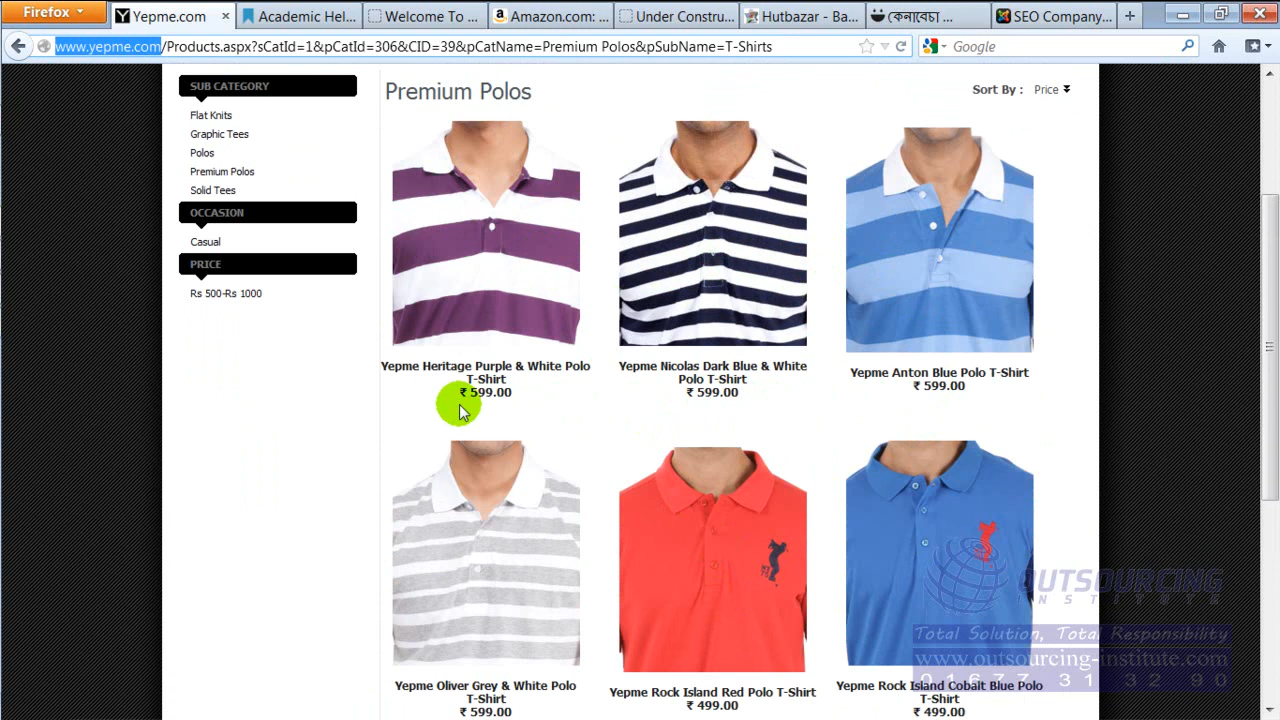 Firefox
Yepme.com
Academic Hel...
Welcome To ...
Amazon.com: ...
Under Constru...
Hutbazar - Ba...
কেনাবেচা ...
SEO Company...
www.yepme.com/Products.aspx?sCatId=1&pCatId=306&CID=39&pCatName=Premium Polos&pSubName=T-Shirts
Google
SUB CATEGORY
Flat Knits
Graphic Tees
Polos
Premium Polos
Solid Tees
OCCASION
Casual
PRICE
Rs 500-Rs 1000
Premium Polos
Sort By : Price
Yepme Heritage Purple & White Polo
T-Shirt
₹ 599.00
Yepme Nicolas Dark Blue & White
Polo T-Shirt
₹ 599.00
Yepme Anton Blue Polo T-Shirt
₹ 599.00
Yepme Oliver Grey & White Polo
T-Shirt
₹ 599.00
Yepme Rock Island Red Polo T-Shirt
₹ 499.00
Yepme Rock Island Cobalt Blue Polo
T-Shirt
₹ 499.00
OUTSOURCING
INSTITUTE
Total Solution, Total Responsibility
www.outsourcing-institute.com
01677 31 32 90